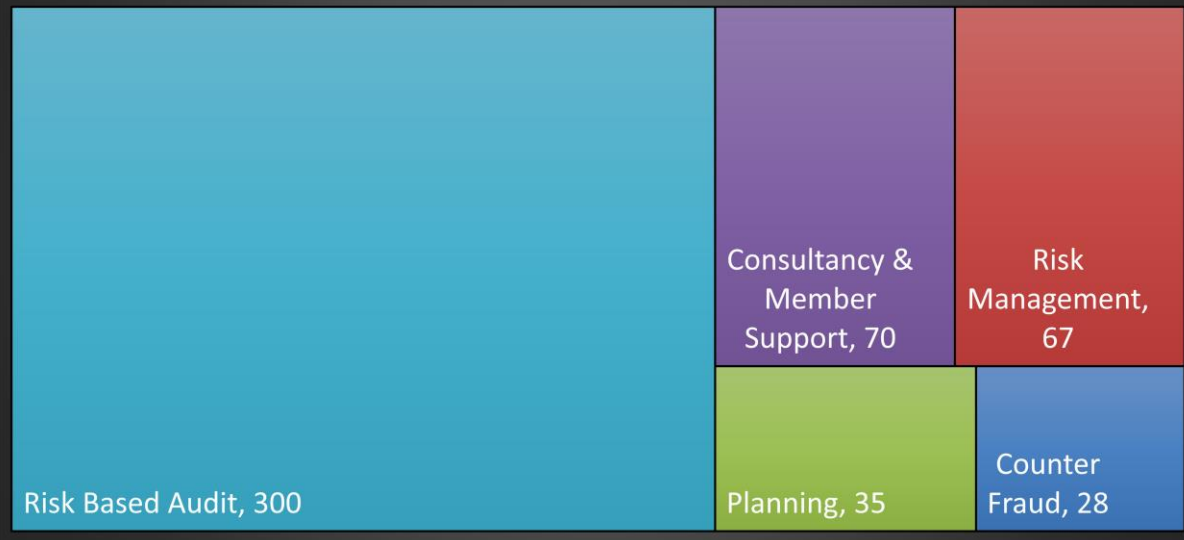 Risk Based Audit, 300
Consultancy &
Member
Support, 70
Risk
Management,
67
Planning, 35
Counter
Fraud, 28